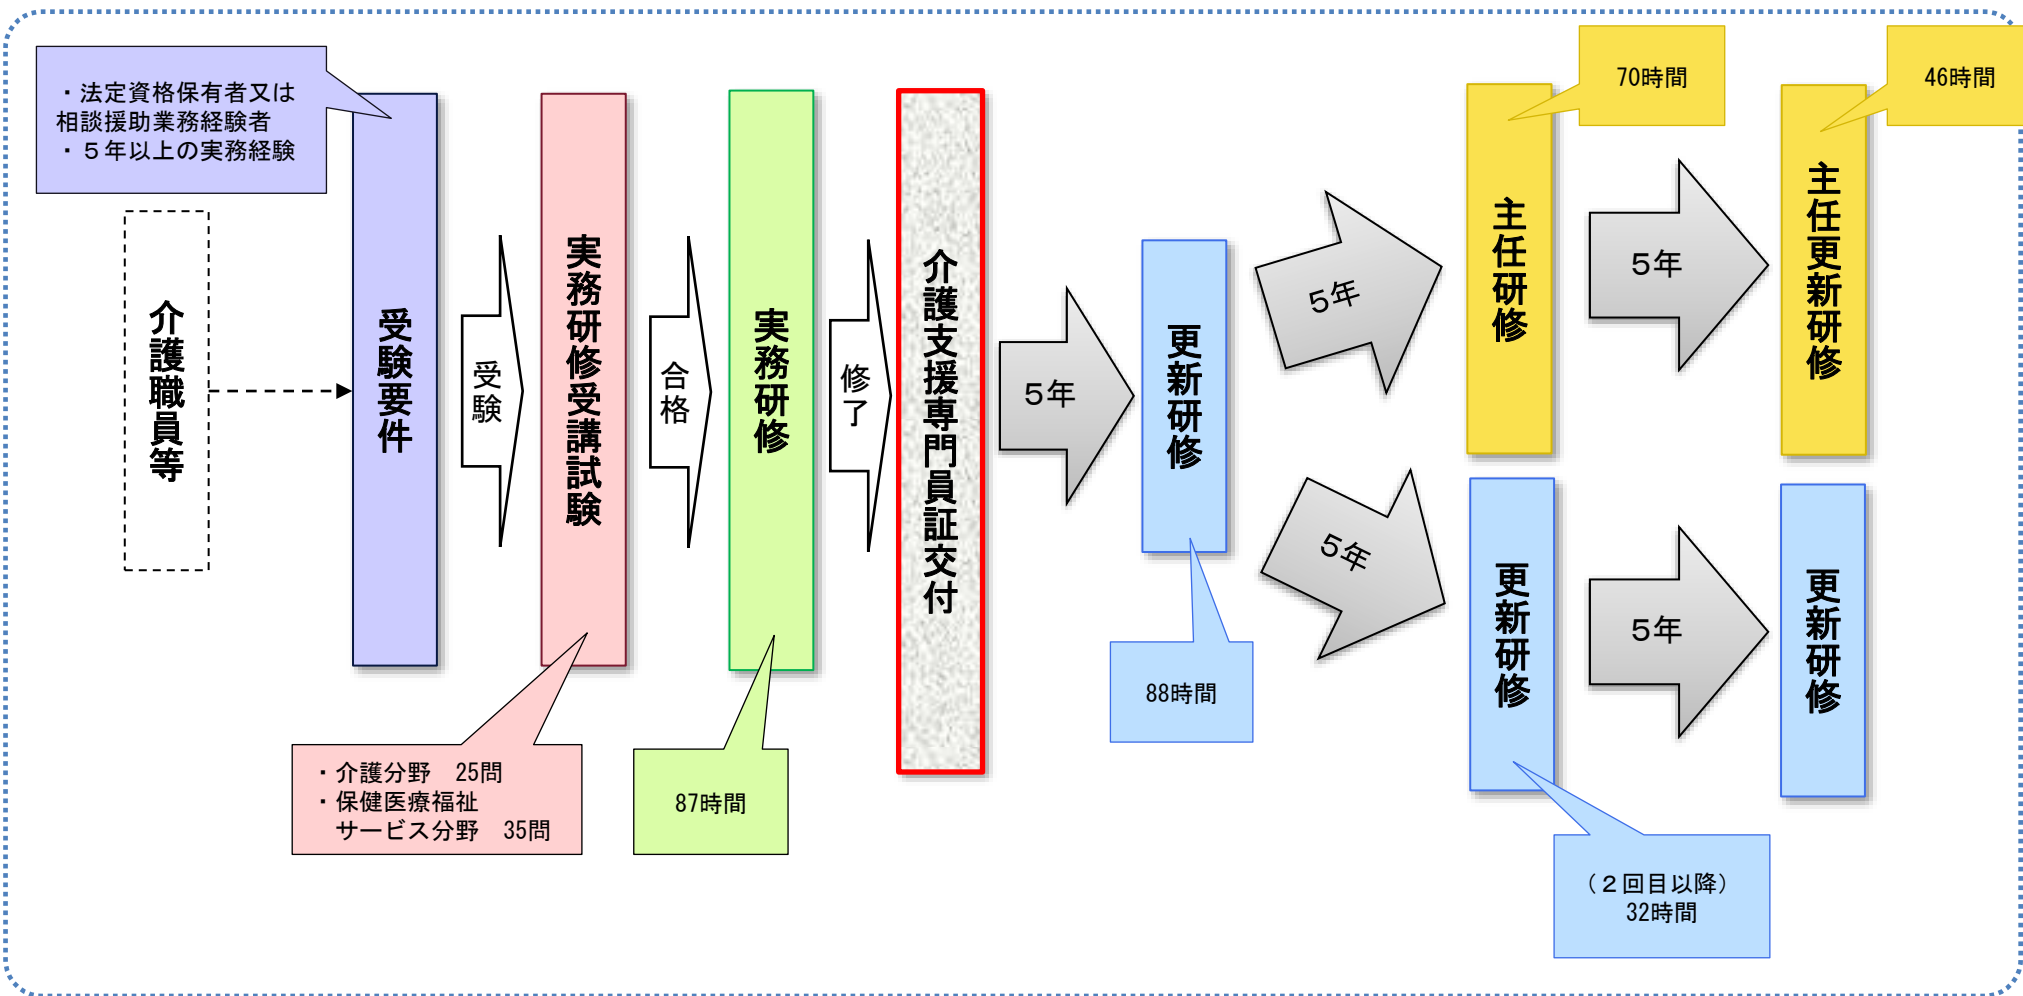 ・法定資格保有者又は
相談援助業務経験者
・５年以上の実務経験
介護職員等
受験要件
受験
実務研修受講試験
・介護分野　25問
・保健医療福祉
サービス分野　35問
合格
実務研修
87時間
修了
介護支援専門員証交付
５年
更新研修
88時間
５年
主任研修
70時間
５年
主任更新研修
46時間
５年
更新研修
（２回目以降）
32時間
５年
更新研修